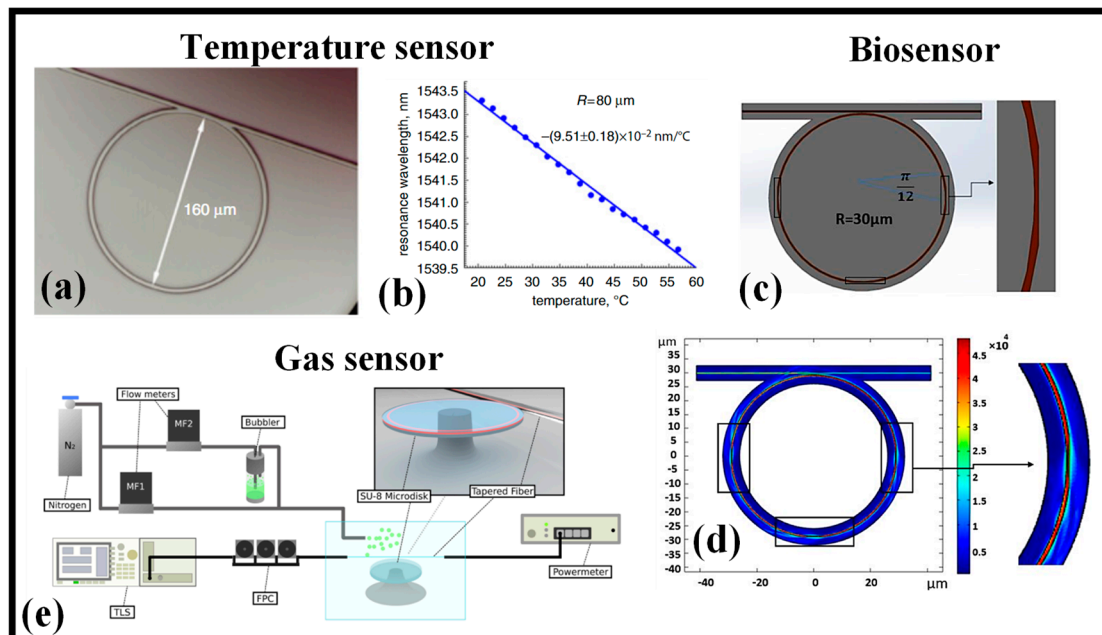 Temperature sensor
Biosensor
160 µm
(a)
R=80 µm
−(9.51±0.18)×10⁻² nm/°C
resonance wavelength, nm
1543.5
1543.0
1542.5
1542.0
1541.5
1541.0
1540.5
1540.0
1539.5
20 25 30 35 40 45 50 55 60
temperature, °C
(b)
π
12
R=30µm
(c)
Gas sensor
Flow meters
MF2
Bubbler
N₂
MF1
Nitrogen
SU-8 Microdisk
Tapered Fiber
TLS
FPC
Powermeter
(e)
µm
35
30
25
20
15
10
5
0
-5
-10
-15
-20
-25
-30
-35
-40
-40 -20 0 20
µm
×10⁴
4.5
4
3.5
3
2.5
2
1.5
1
0.5
(d)